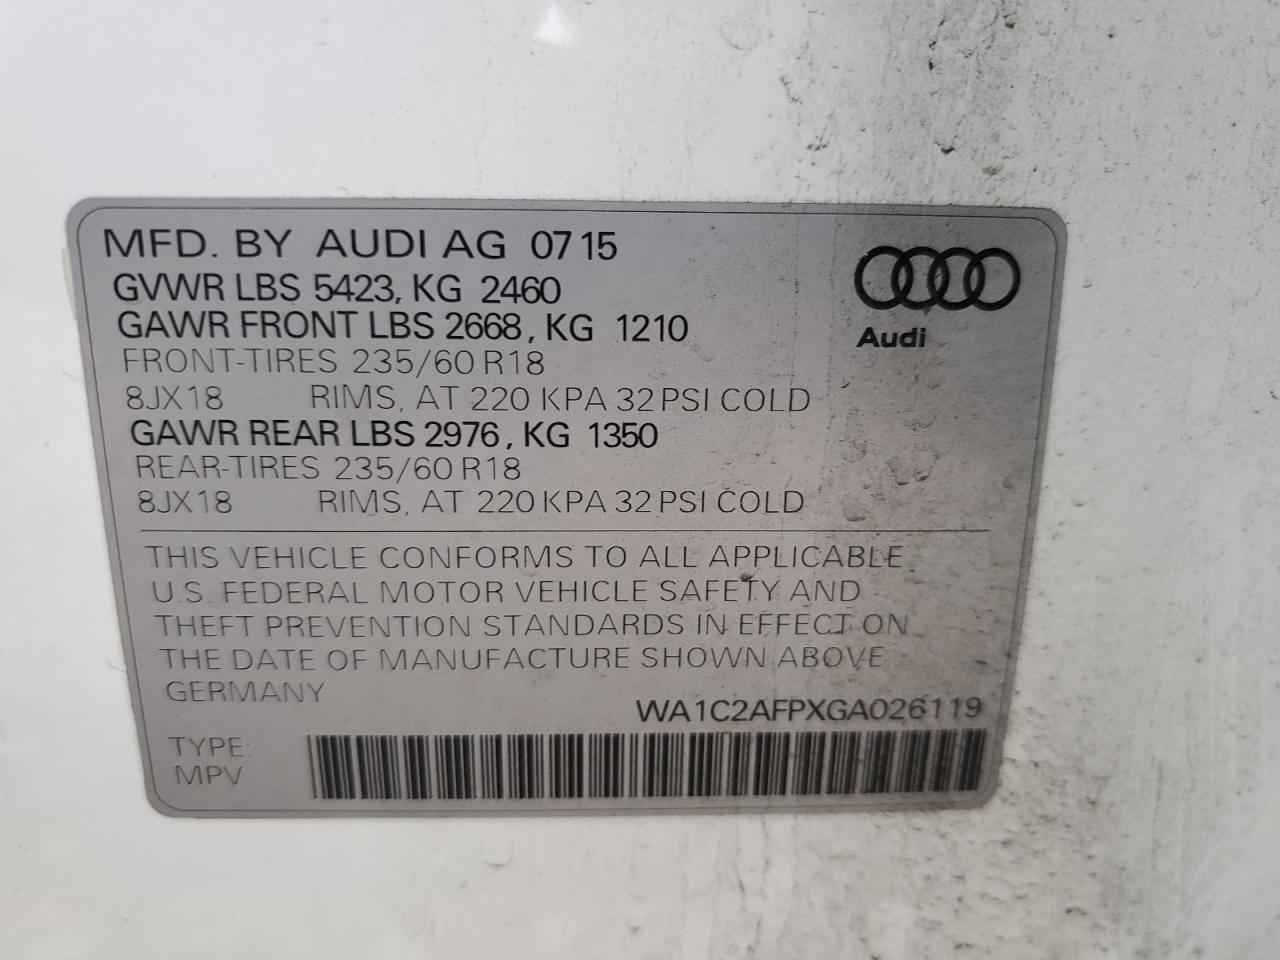 MFD. BY AUDI AG 07 15
GVWR LBS 5423, KG 2460
GAWR FRONT LBS 2668, KG 1210
FRONT-TIRES 235/60 R18
8JX18 RIMS, AT 220 KPA 32 PSI COLD
GAWR REAR LBS 2976, KG 1350
REAR-TIRES 235/60 R18
8JX18 RIMS, AT 220 KPA 32 PSI COLD
Audi
THIS VEHICLE CONFORMS TO ALL APPLICABLE
U.S. FEDERAL MOTOR VEHICLE SAFETY AND
THEFT PREVENTION STANDARDS IN EFFECT ON
THE DATE OF MANUFACTURE SHOWN ABOVE
GERMANY
WA1C2AFPXGA026119
TYPE:
MPV